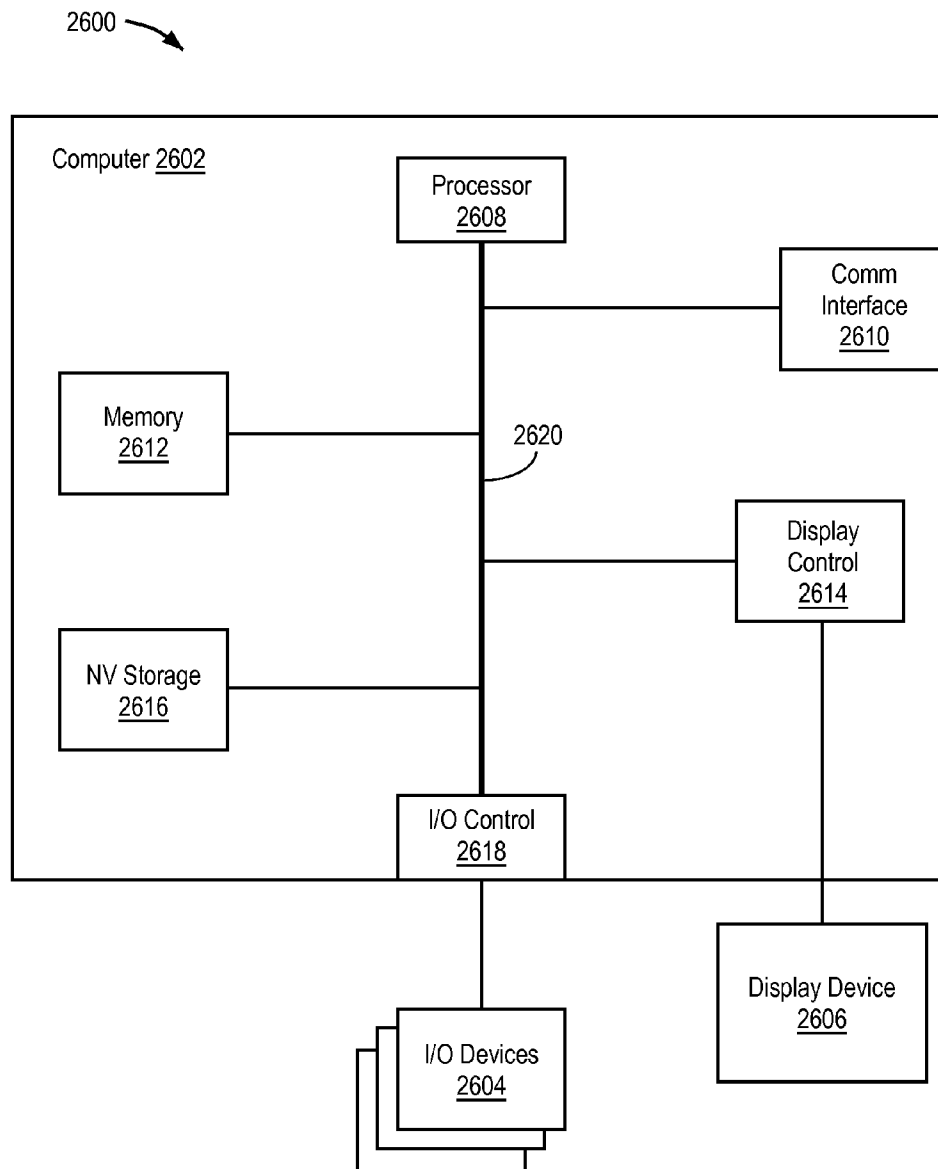 2600
Computer 2602
Processor
2608
Comm
Interface
2610
Memory
2612
2620
Display
Control
2614
NV Storage
2616
I/O Control
2618
Display Device
2606
I/O Devices
2604